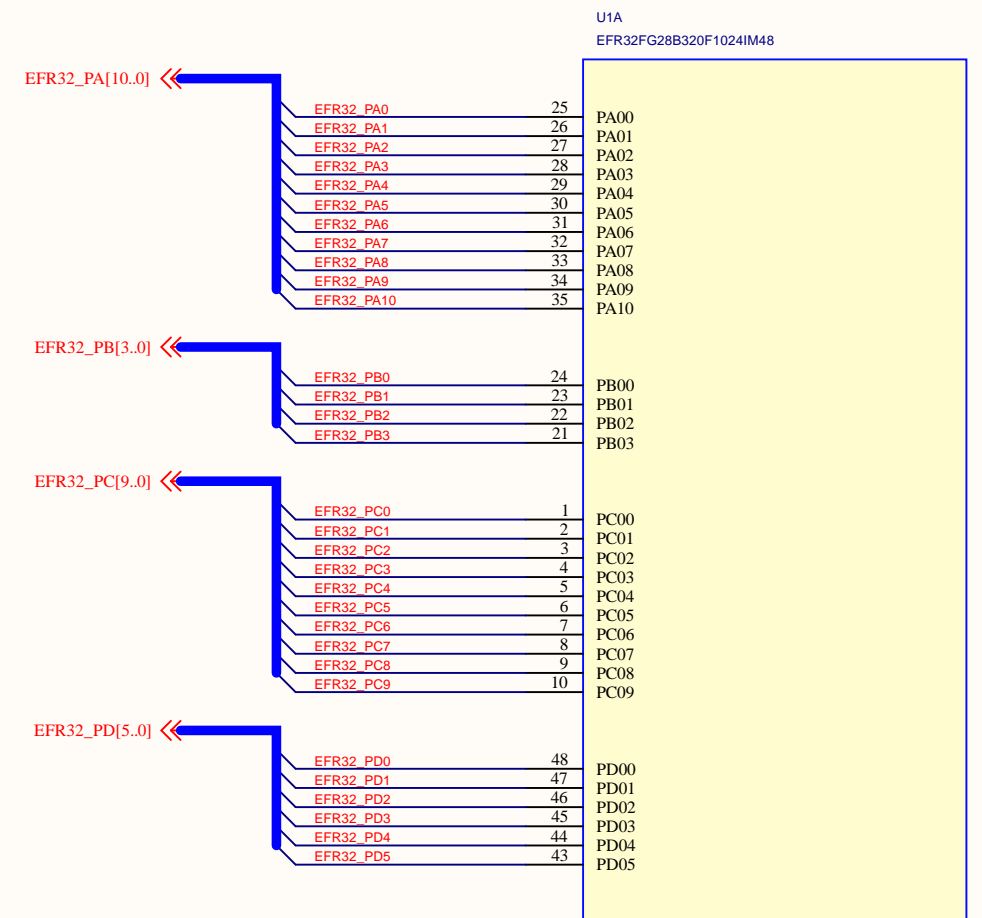 U1A
EFR32FG28B320F1024IM48
EFR32_PA[10..0]
EFR32_PA0 25 PA00
EFR32_PA1 26 PA01
EFR32_PA2 27 PA02
EFR32_PA3 28 PA03
EFR32_PA4 29 PA04
EFR32_PA5 30 PA05
EFR32_PA6 31 PA06
EFR32_PA7 32 PA07
EFR32_PA8 33 PA08
EFR32_PA9 34 PA09
EFR32_PA10 35 PA10
EFR32_PB[3..0]
EFR32_PB0 24 PB00
EFR32_PB1 23 PB01
EFR32_PB2 22 PB02
EFR32_PB3 21 PB03
EFR32_PC[9..0]
EFR32_PC0 1 PC00
EFR32_PC1 2 PC01
EFR32_PC2 3 PC02
EFR32_PC3 4 PC03
EFR32_PC4 5 PC04
EFR32_PC5 6 PC05
EFR32_PC6 7 PC06
EFR32_PC7 8 PC07
EFR32_PC8 9 PC08
EFR32_PC9 10 PC09
EFR32_PD[5..0]
EFR32_PD0 48 PD00
EFR32_PD1 47 PD01
EFR32_PD2 46 PD02
EFR32_PD3 45 PD03
EFR32_PD4 44 PD04
EFR32_PD5 43 PD05